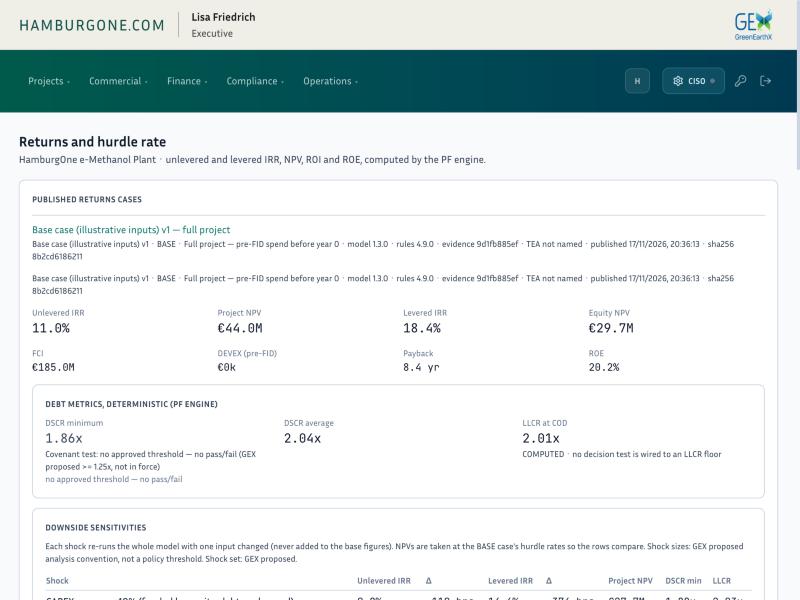 HAMBURGONE.COM
Lisa Friedrich
Executive
GEX
GreenEarthX
Projects
Commercial
Finance
Compliance
Operations
H
CISO
Returns and hurdle rate
HamburgOne e-Methanol Plant · unlevered and levered IRR, NPV, ROI and ROE, computed by the PF engine.
PUBLISHED RETURNS CASES
Base case (illustrative inputs) v1 — full project
Base case (illustrative inputs) v1 · BASE · Full project — pre-FID spend before year 0 · model 1.3.0 · rules 4.9.0 · evidence 9d1fb885ef · TEA not named · published 17/11/2026, 20:36:13 · sha256
8b2cd6186211
Base case (illustrative inputs) v1 · BASE · Full project — pre-FID spend before year 0 · model 1.3.0 · rules 4.9.0 · evidence 9d1fb885ef · TEA not named · published 17/11/2026, 20:36:13 · sha256
8b2cd6186211
Unlevered IRR Project NPV Levered IRR Equity NPV
11.0% €44.0M 18.4% €29.7M
FCI DEVEX (pre-FID) Payback ROE
€185.0M €0k 8.4 yr 20.2%
DEBT METRICS, DETERMINISTIC (PF ENGINE)
DSCR minimum DSCR average LLCR at COD
1.86x 2.04x 2.01x
Covenant test: no approved threshold — no pass/fail (GEX
proposed >= 1.25x, not in force)
COMPUTED · no decision test is wired to an LLCR floor
no approved threshold — no pass/fail
DOWNSIDE SENSITIVITIES
Each shock re-runs the whole model with one input changed (never added to the base figures). NPVs are taken at the BASE case's hurdle rates so the rows compare. Shock sizes: GEX proposed
analysis convention, not a policy threshold. Shock set: GEX proposed.
Shock Unlevered IRR Δ Levered IRR Δ Project NPV DSCR min LLCR